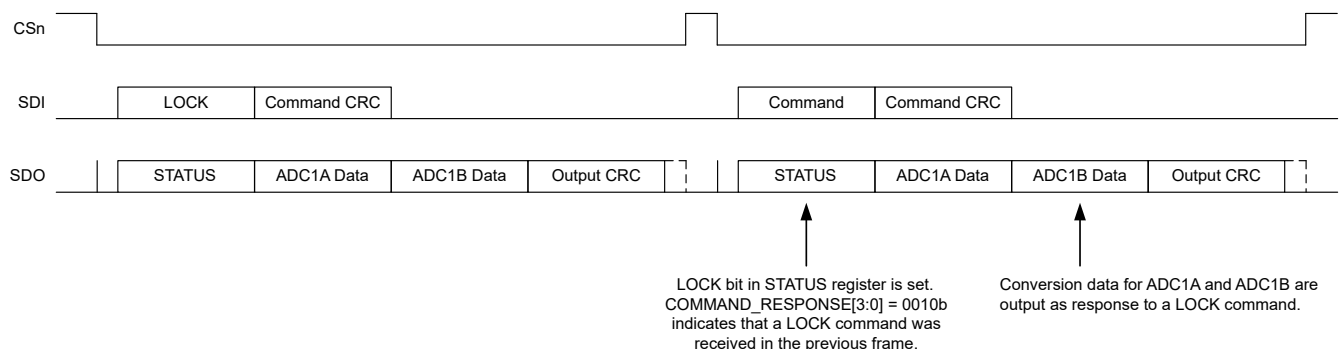 CSn
SDI
LOCK
Command CRC
Command
Command CRC
SDO
STATUS
ADC1A Data
ADC1B Data
Output CRC
STATUS
ADC1A Data
ADC1B Data
Output CRC
LOCK bit in STATUS register is set.
COMMAND_RESPONSE[3:0] = 0010b
indicates that a LOCK command was
received in the previous frame.
Conversion data for ADC1A and ADC1B are
output as response to a LOCK command.